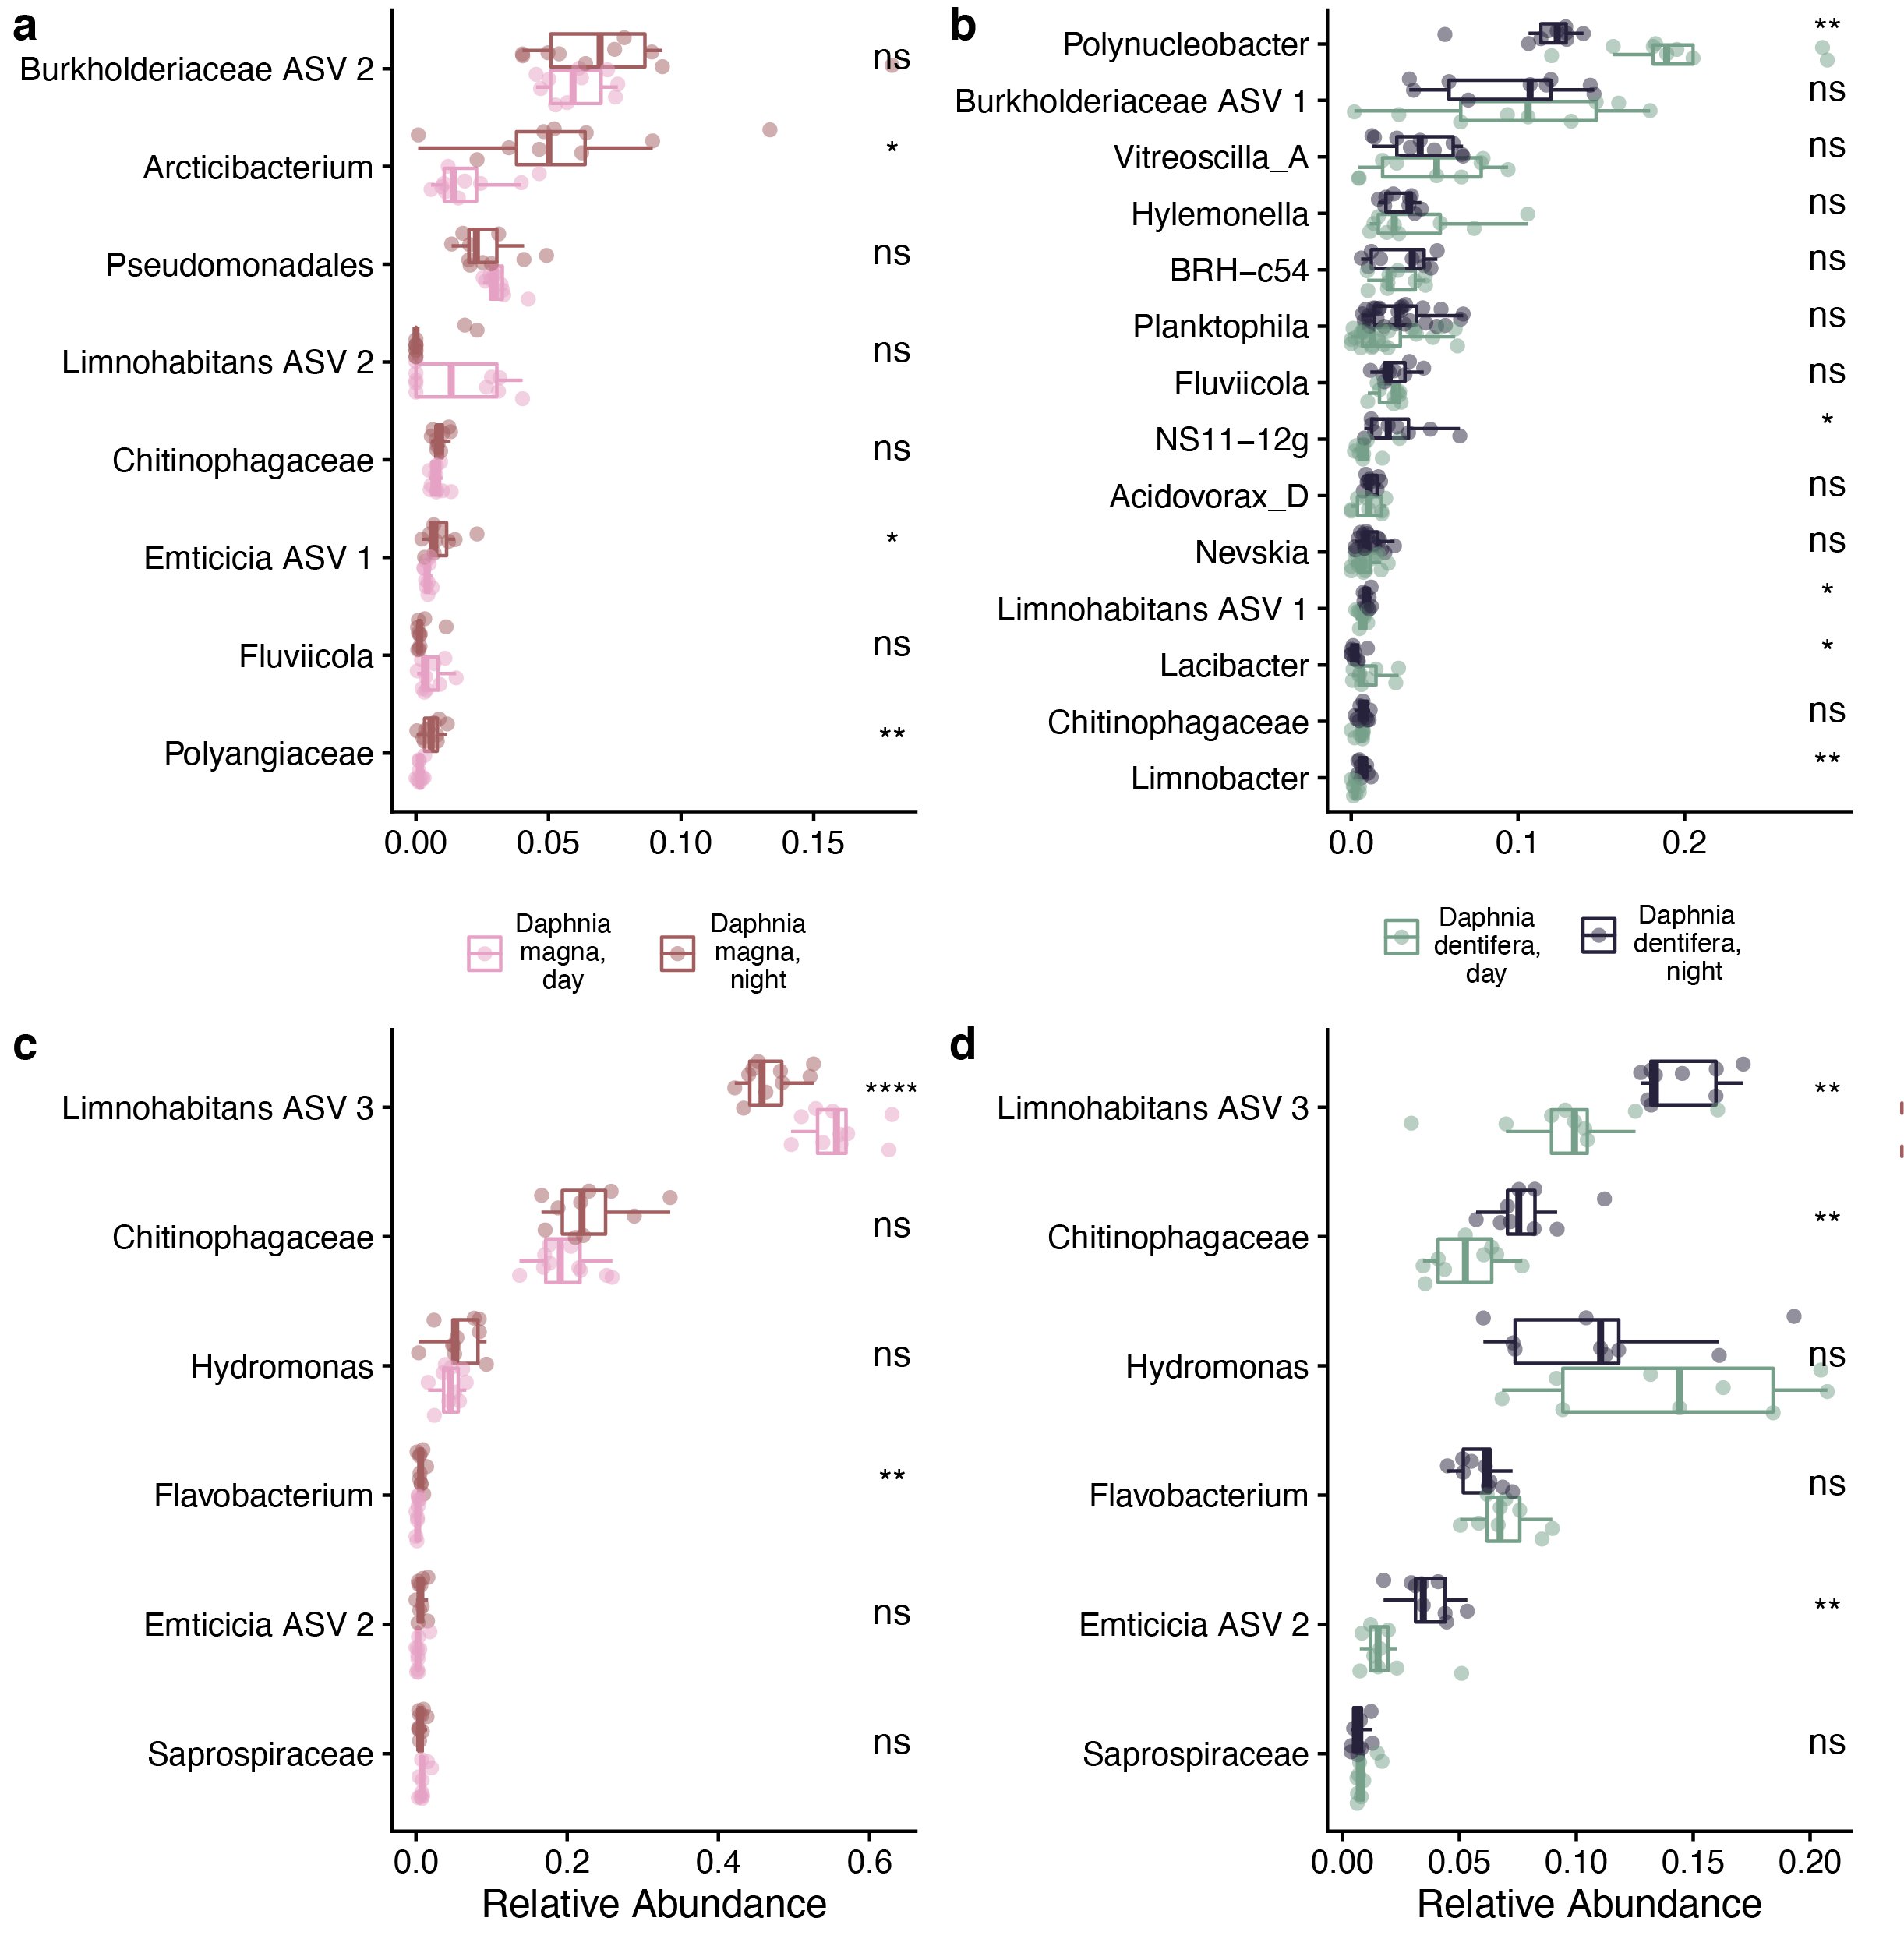 a
Burkholderiaceae ASV 2
ns
Arcticibacterium
*
Pseudomonadales
ns
Limnohabitans ASV 2
ns
Chitinophagaceae
ns
Emticicia ASV 1
*
Fluviicola
ns
Polyangiaceae
**
0.00 0.05 0.10 0.15
Daphnia
magna,
day
Daphnia
magna,
night
b
Polynucleobacter
**
Burkholderiaceae ASV 1
ns
Vitreoscilla_A
ns
Hylemonella
ns
BRH−c54
ns
Planktophila
ns
Fluviicola
ns
NS11−12g
*
Acidovorax_D
ns
Nevskia
ns
Limnohabitans ASV 1
*
Lacibacter
*
Chitinophagaceae
ns
Limnobacter
**
0.0 0.1 0.2
Daphnia
dentifera,
day
Daphnia
dentifera,
night
c
Limnohabitans ASV 3
****
Chitinophagaceae
ns
Hydromonas
ns
Flavobacterium
**
Emticicia ASV 2
ns
Saprospiraceae
ns
0.0 0.2 0.4 0.6
Relative Abundance
d
Limnohabitans ASV 3
**
Chitinophagaceae
**
Hydromonas
ns
Flavobacterium
ns
Emticicia ASV 2
**
Saprospiraceae
ns
0.00 0.05 0.10 0.15 0.20
Relative Abundance